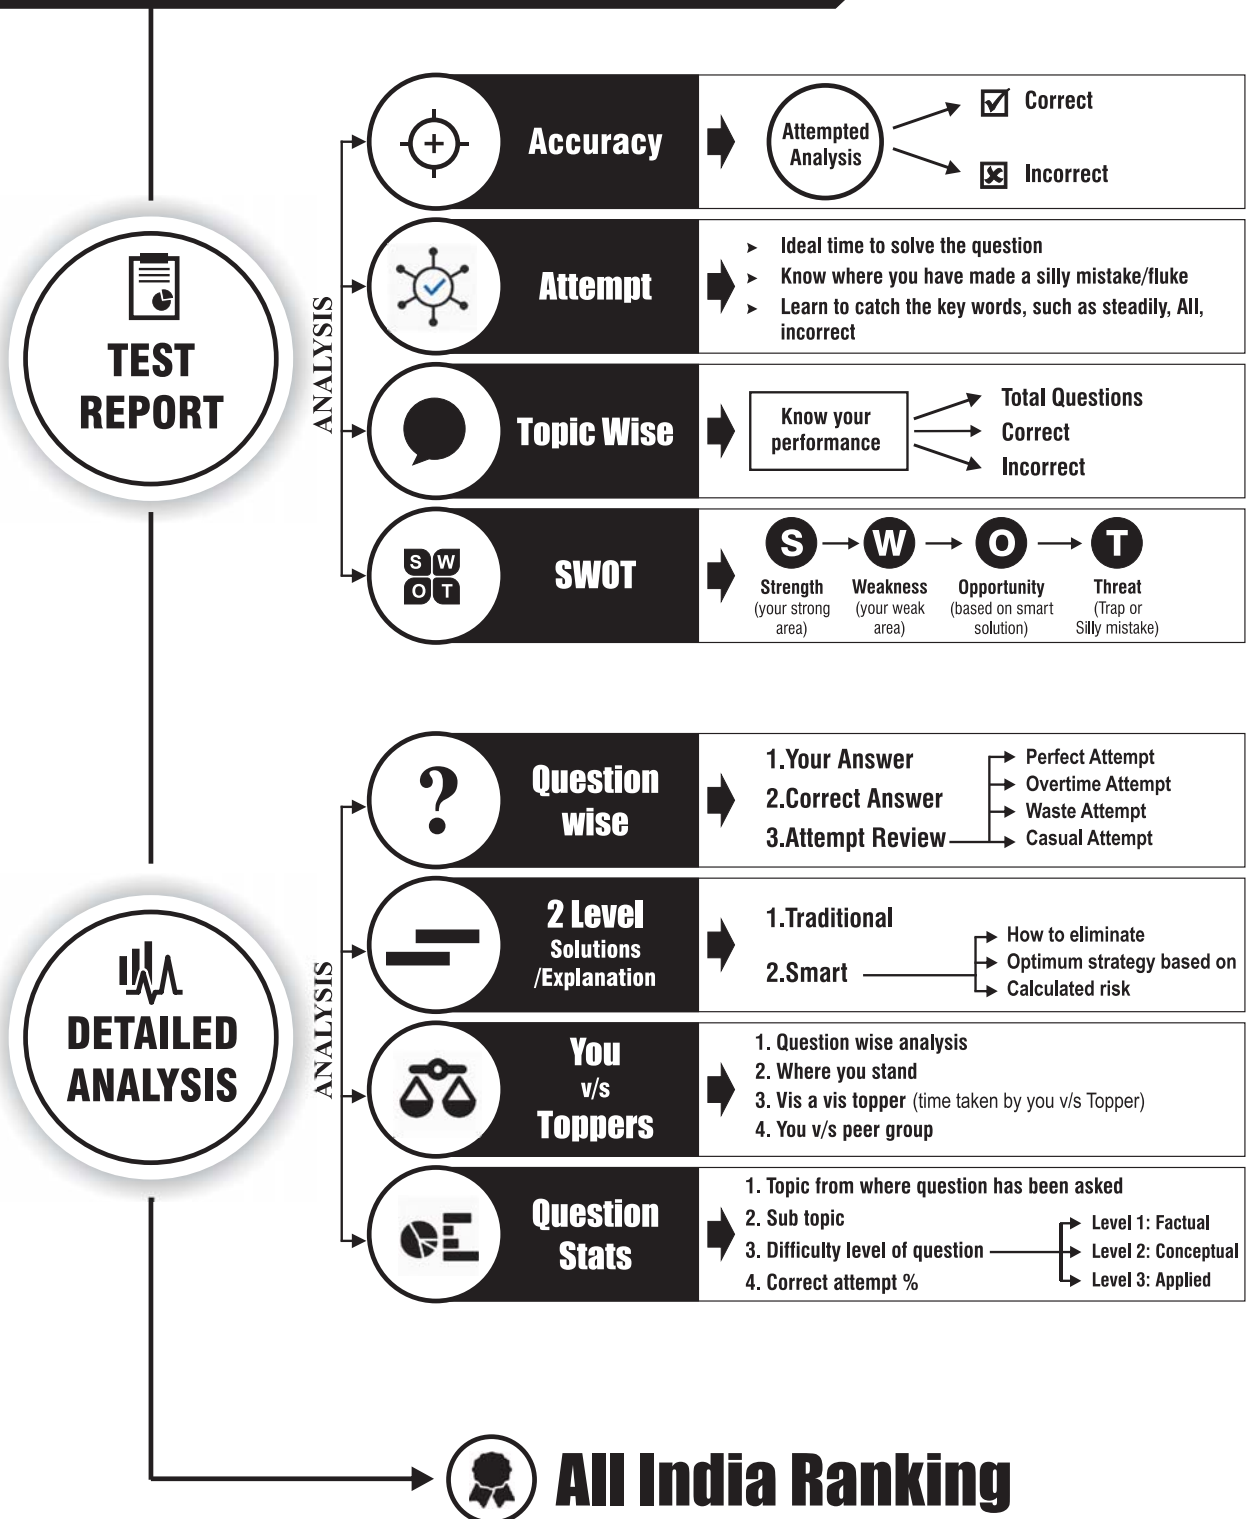 TEST
REPORT
ANALYSIS
Accuracy
Attempted
Analysis
Correct
Incorrect
Attempt
➤ Ideal time to solve the question
➤ Know where you have made a silly mistake/fluke
➤ Learn to catch the key words, such as steadily, All,
incorrect
Topic Wise
Know your
performance
Total Questions
Correct
Incorrect
S W
O T
SWOT
S W O T
Strength Weakness Opportunity Threat
(your strong (your weak (based on smart (Trap or
area) area) solution) Silly mistake)
DETAILED
ANALYSIS
ANALYSIS
?
Question
wise
1.Your Answer
2.Correct Answer
3.Attempt Review
Perfect Attempt
Overtime Attempt
Waste Attempt
Casual Attempt
2 Level
Solutions
/Explanation
1.Traditional
2.Smart
How to eliminate
Optimum strategy based on
Calculated risk
You
v/s
Toppers
1. Question wise analysis
2. Where you stand
3. Vis a vis topper (time taken by you v/s Topper)
4. You v/s peer group
Question
Stats
1. Topic from where question has been asked
2. Sub topic
3. Difficulty level of question
4. Correct attempt %
Level 1: Factual
Level 2: Conceptual
Level 3: Applied
All India Ranking